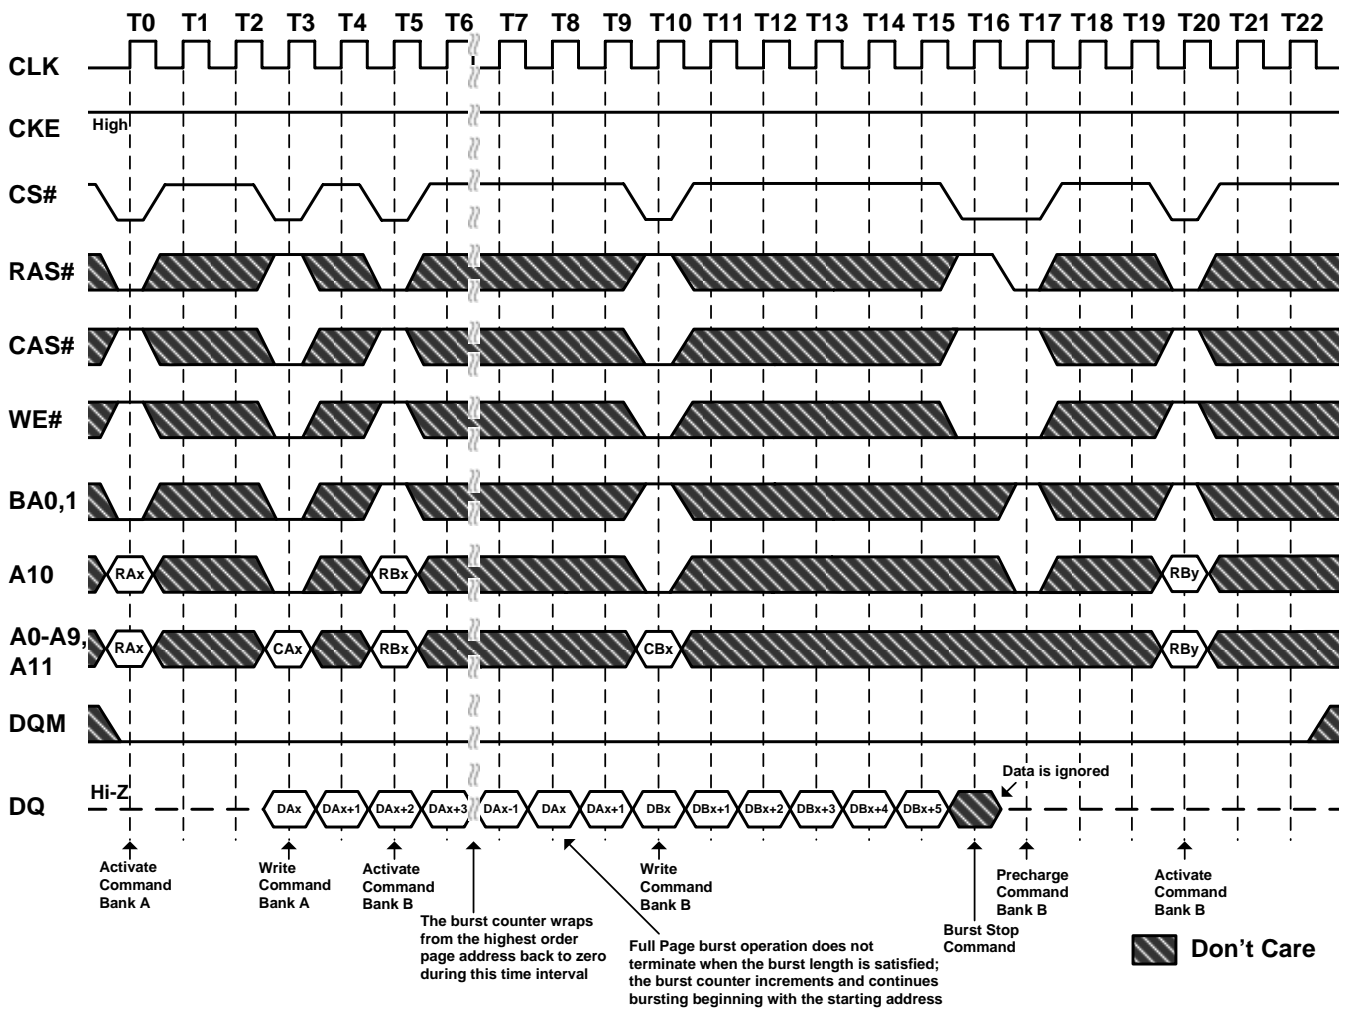 T0 T1 T2 T3 T4 T5 T6 T7 T8 T9 T10 T11 T12 T13 T14 T15 T16 T17 T18 T19 T20 T21 T22
CLK
CKE High
CS#
RAS#
CAS#
WE#
BA0,1
A10 RAx RBx RBy
A0-A9,
A11 RAx CAx RBx CBx RBy
DQM
Data is ignored
DQ Hi-Z DAx DAx+1 DAx+2 DAx+3 DAx-1 DAx DAx+1 DBx DBx+1 DBx+2 DBx+3 DBx+4 DBx+5
Activate
Command
Bank A
Write
Command
Bank A
Activate
Command
Bank B
The burst counter wraps
from the highest order
page address back to zero
during this time interval
Write
Command
Bank B
Full Page burst operation does not
terminate when the burst length is satisfied;
the burst counter increments and continues
bursting beginning with the starting address
Burst Stop
Command
Precharge
Command
Bank B
Activate
Command
Bank B
Don't Care